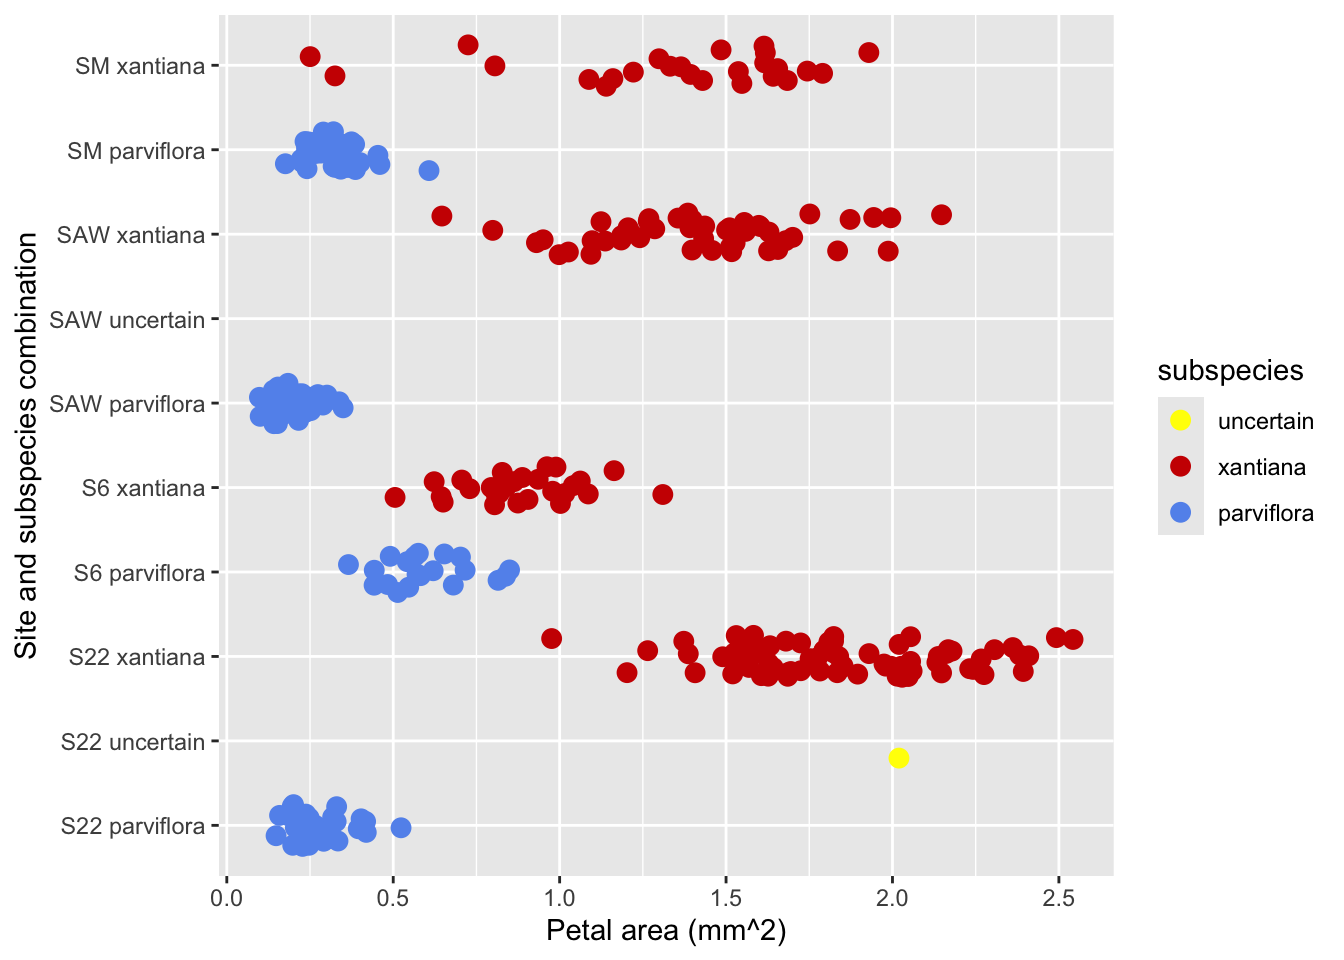 Site and subspecies combination
SM xantiana
SM parviflora
SAW xantiana
SAW uncertain
SAW parviflora
S6 xantiana
S6 parviflora
S22 xantiana
S22 uncertain
S22 parviflora
0.0 0.5 1.0 1.5 2.0 2.5
Petal area (mm^2)
subspecies
uncertain
xantiana
parviflora